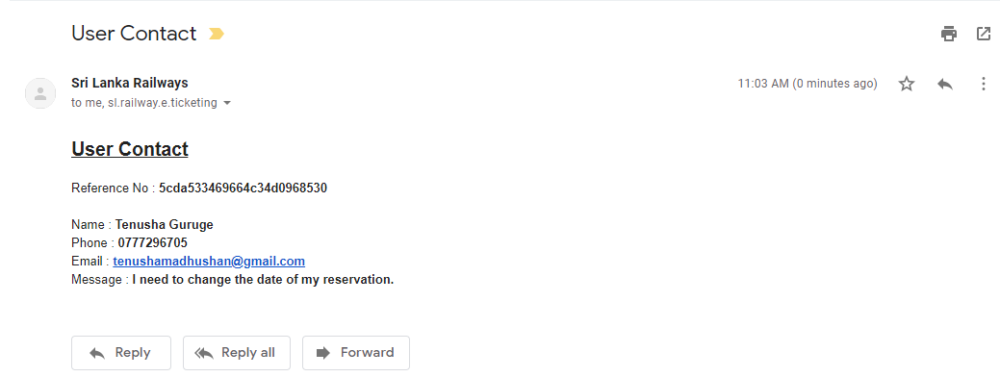 User Contact
Sri Lanka Railways
11:03 AM (0 minutes ago)
to me, sl.railway.e.ticketing
User Contact
Reference No : 5cda533469664c34d0968530
Name : Tenusha Guruge
Phone : 0777296705
Email : tenushamadhushan@gmail.com
Message : I need to change the date of my reservation.
Reply
Reply all
Forward